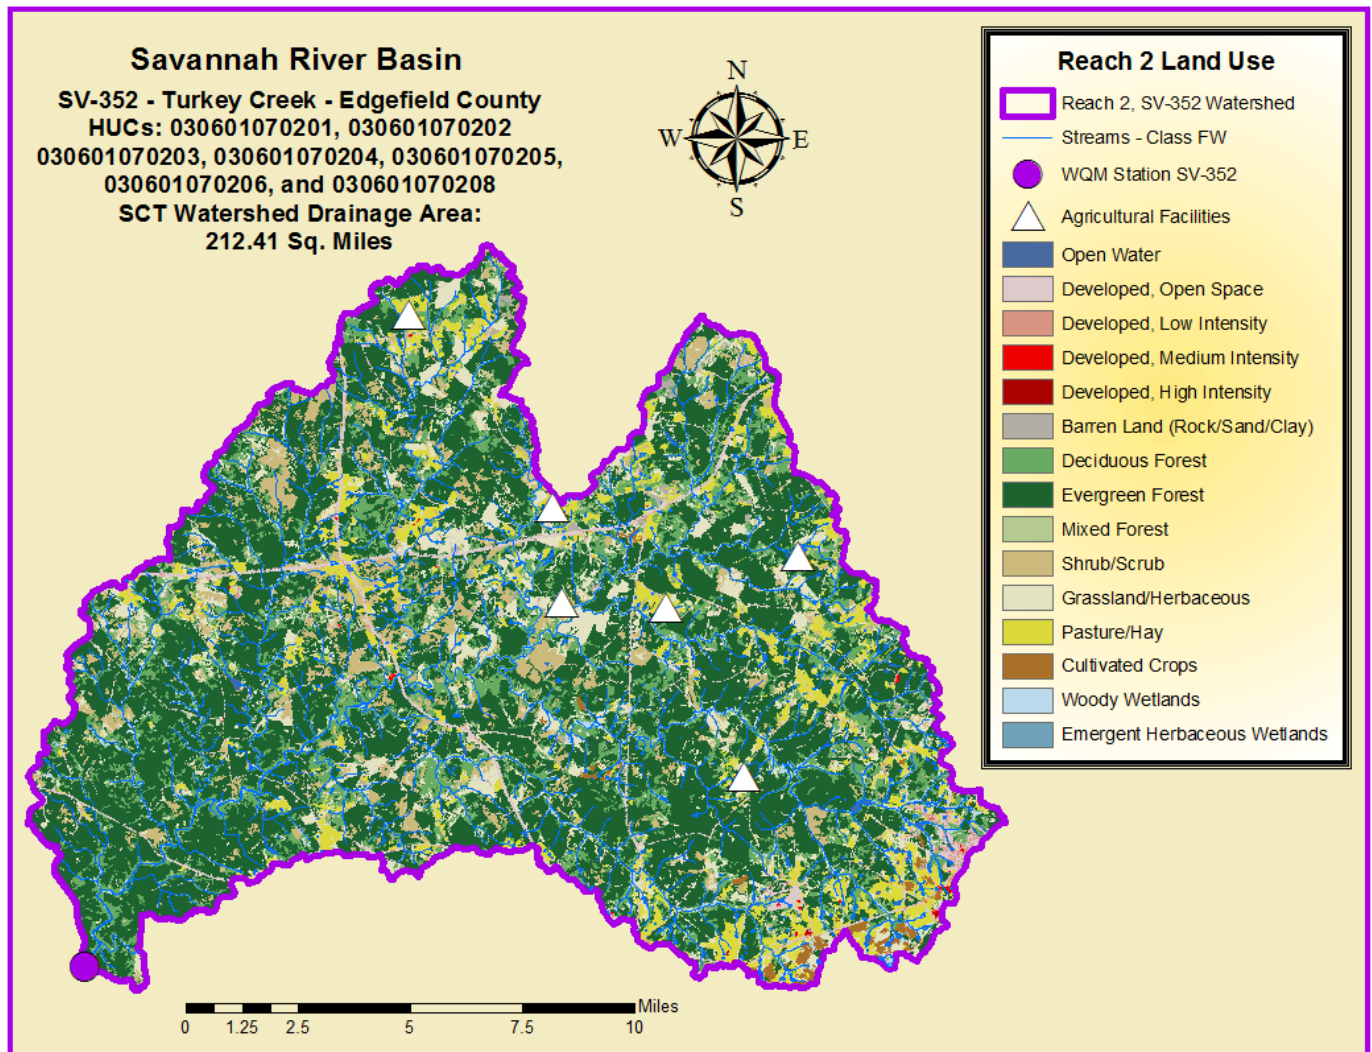 Savannah River Basin
SV-352 - Turkey Creek - Edgefield County
HUCs: 030601070201, 030601070202
030601070203, 030601070204, 030601070205,
030601070206, and 030601070208
SCT Watershed Drainage Area:
212.41 Sq. Miles
N
W E
S
Reach 2 Land Use
Reach 2, SV-352 Watershed
Streams - Class FW
WQM Station SV-352
Agricultural Facilities
Open Water
Developed, Open Space
Developed, Low Intensity
Developed, Medium Intensity
Developed, High Intensity
Barren Land (Rock/Sand/Clay)
Deciduous Forest
Evergreen Forest
Mixed Forest
Shrub/Scrub
Grassland/Herbaceous
Pasture/Hay
Cultivated Crops
Woody Wetlands
Emergent Herbaceous Wetlands
Miles
0 1.25 2.5 5 7.5 10